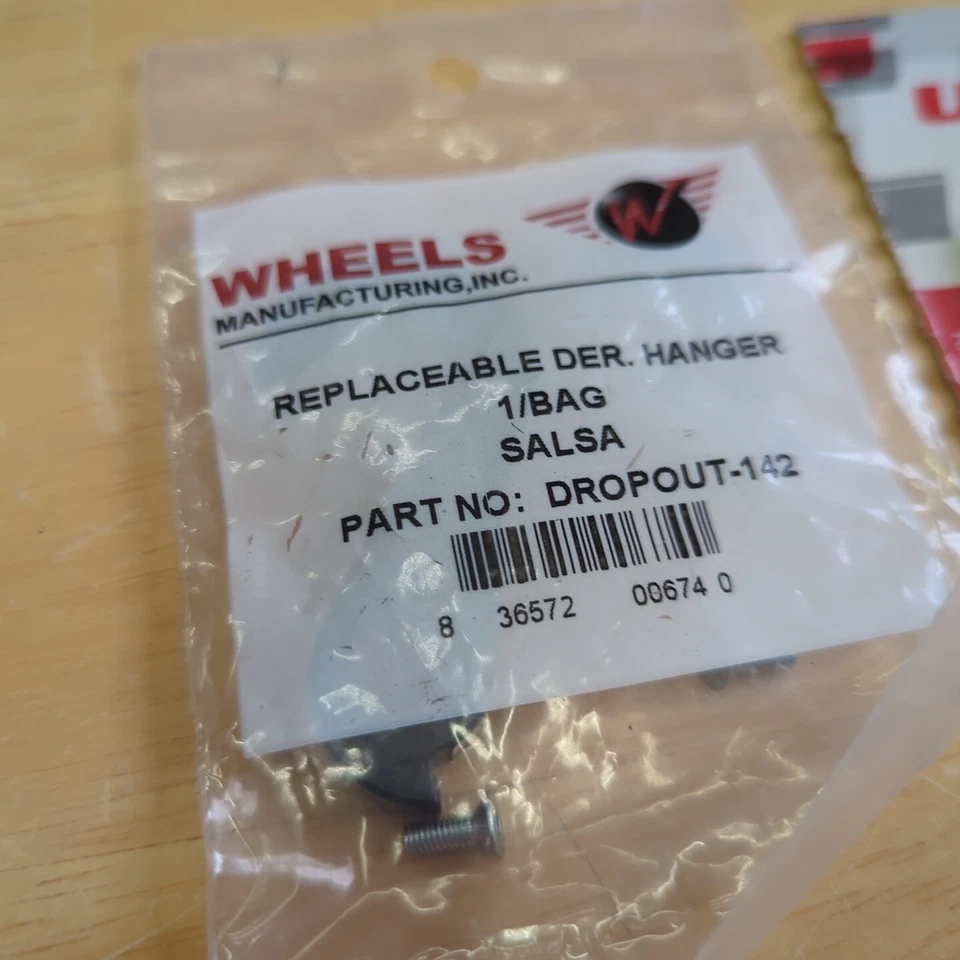 WHEELS
MANUFACTURING,INC.
W
REPLACEABLE DER. HANGER
1/BAG
SALSA
PART NO: DROPOUT-142
8 36572 00674 0